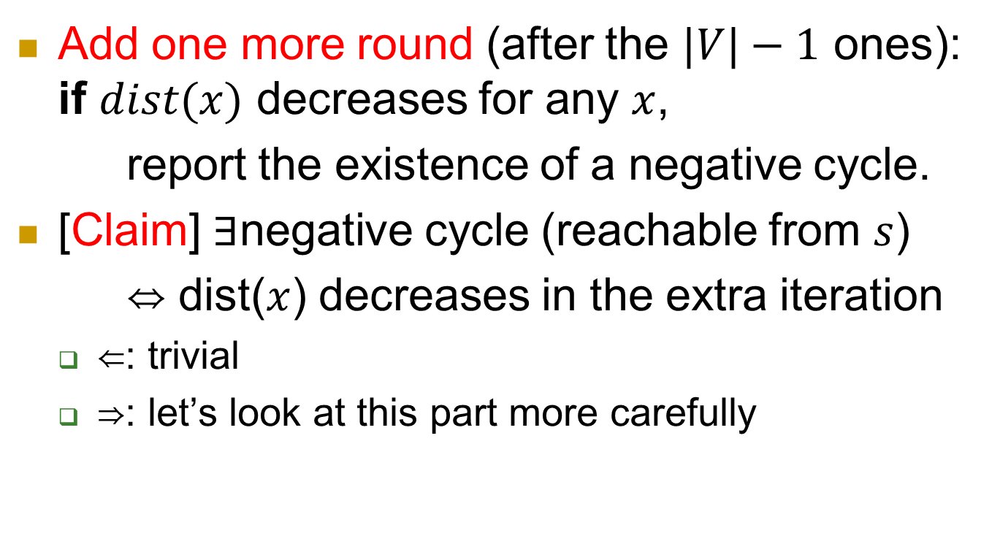 Add one more round (after the |𝑉| − 1 ones):
if 𝑑𝑖𝑠𝑡(𝑥) decreases for any 𝑥,
report the existence of a negative cycle.
[Claim] ∃negative cycle (reachable from 𝑠)
⇔ dist(𝑥) decreases in the extra iteration
⇐: trivial
⇒: let’s look at this part more carefully